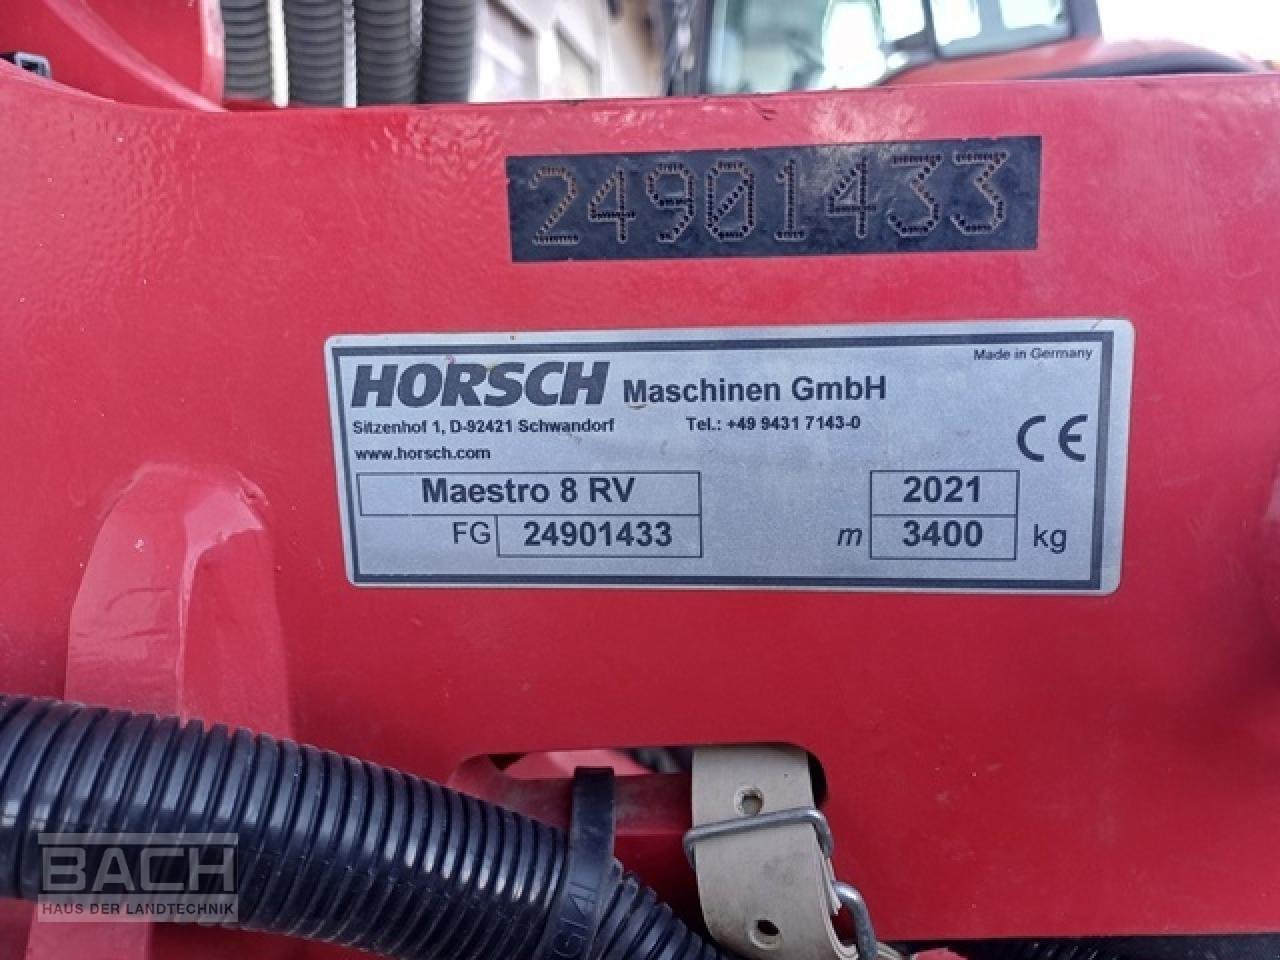 24901433
Made in Germany
HORSCH Maschinen GmbH
Sitzenhof 1, D-92421 Schwandorf Tel.: +49 9431 7143-0
www.horsch.com
CE
Maestro 8 RV 2021
FG 24901433 m 3400 kg
BACH
HAUS DER LANDTECHNIK